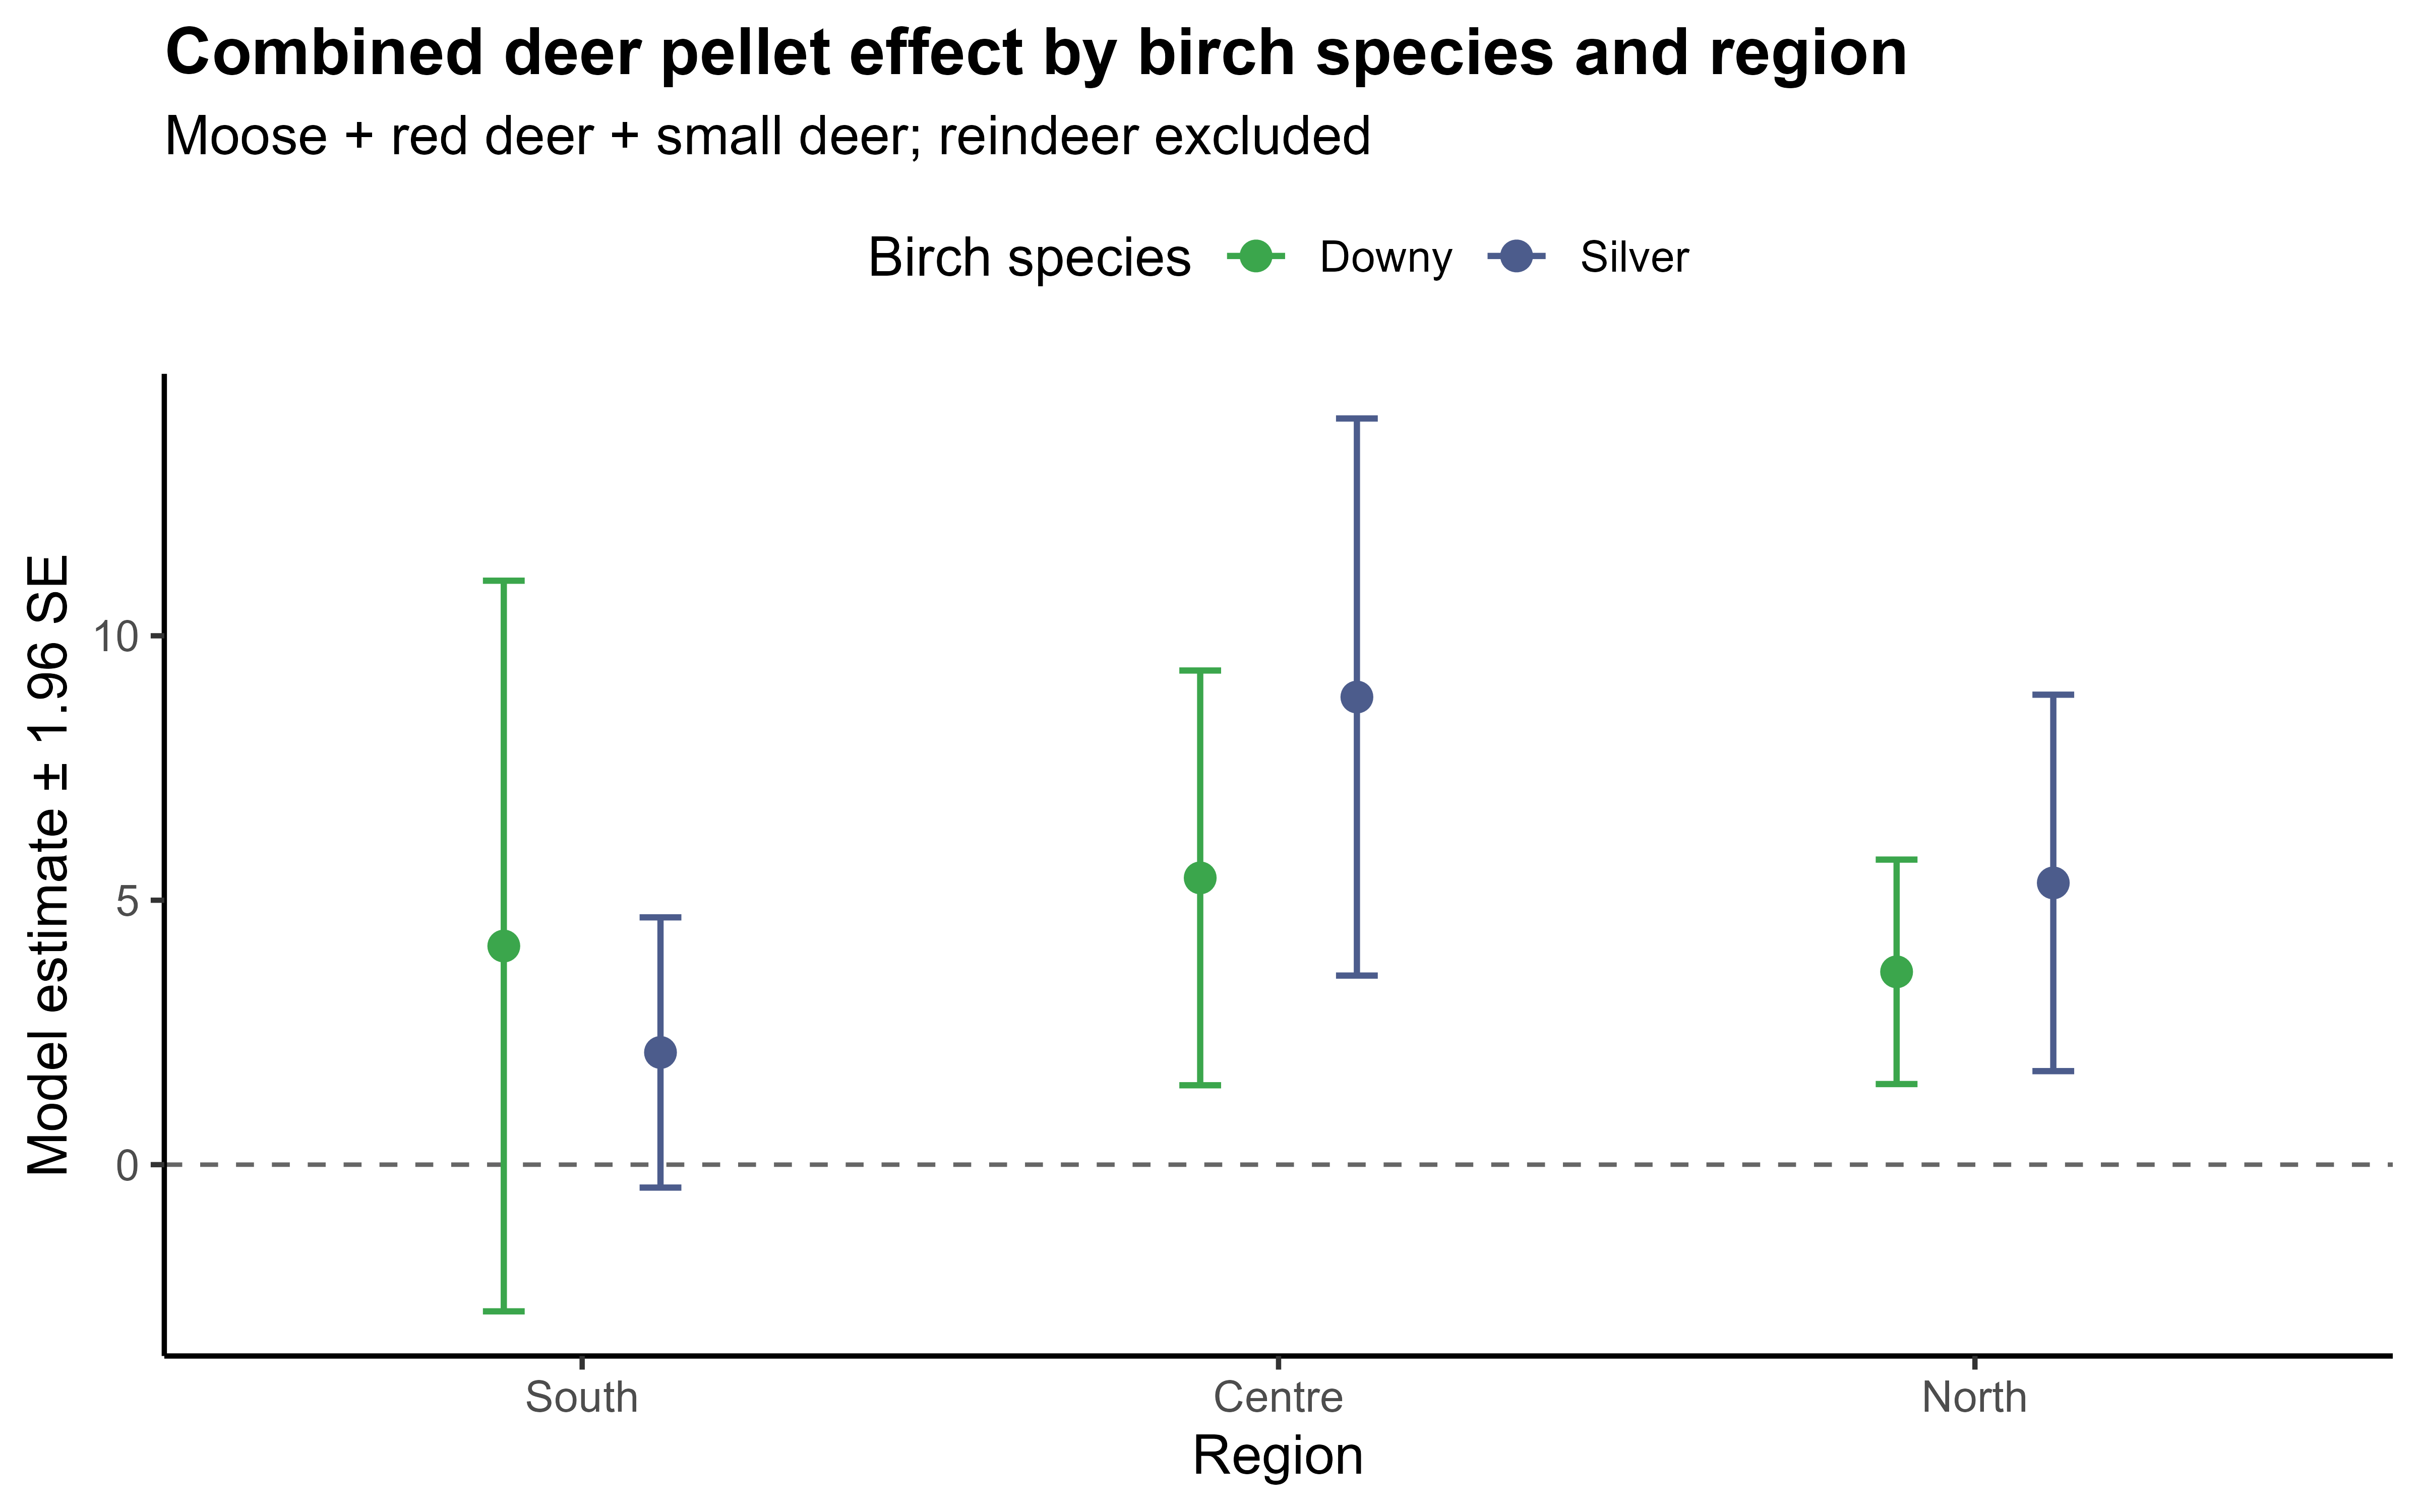 Combined deer pellet effect by birch species and region
Moose + red deer + small deer; reindeer excluded
Birch species Downy Silver
Model estimate ± 1.96 SE
10
5
0
South Centre North
Region